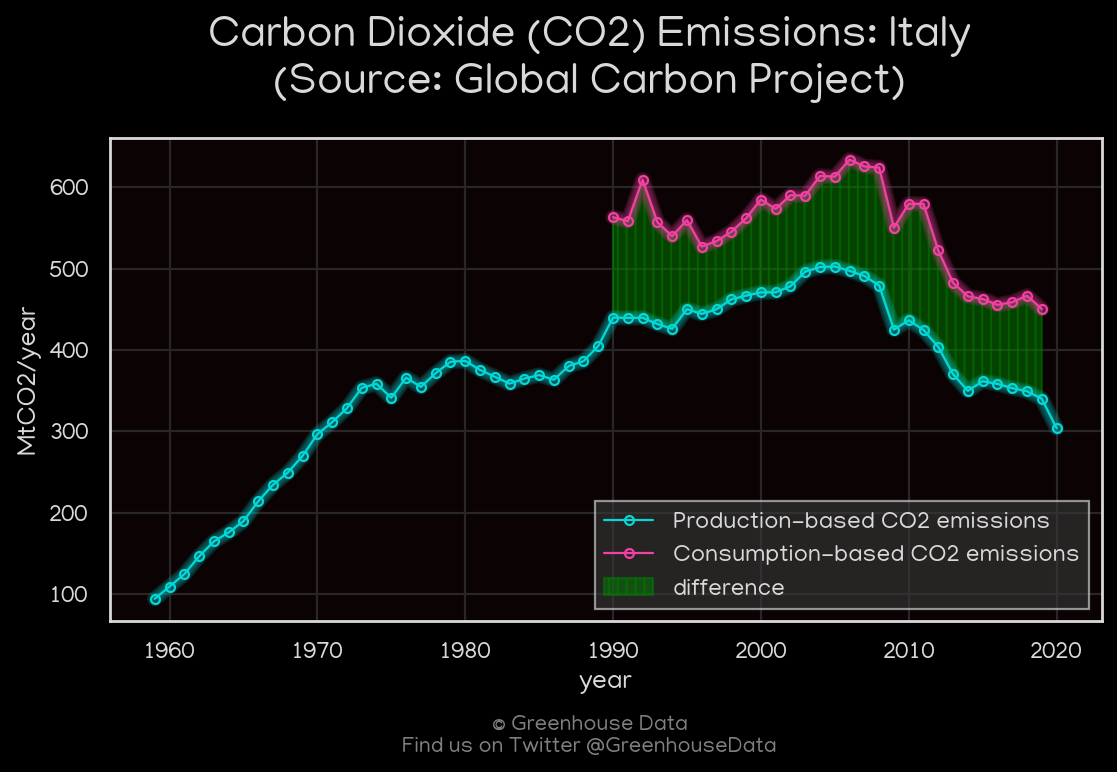 Carbon Dioxide (CO2) Emissions: Italy
(Source: Global Carbon Project)
600
500
400
300
200
100
MtCO2/year
Production-based CO2 emissions
Consumption-based CO2 emissions
difference
1960 1970 1980 1990 2000 2010 2020
year
© Greenhouse Data
Find us on Twitter @GreenhouseData